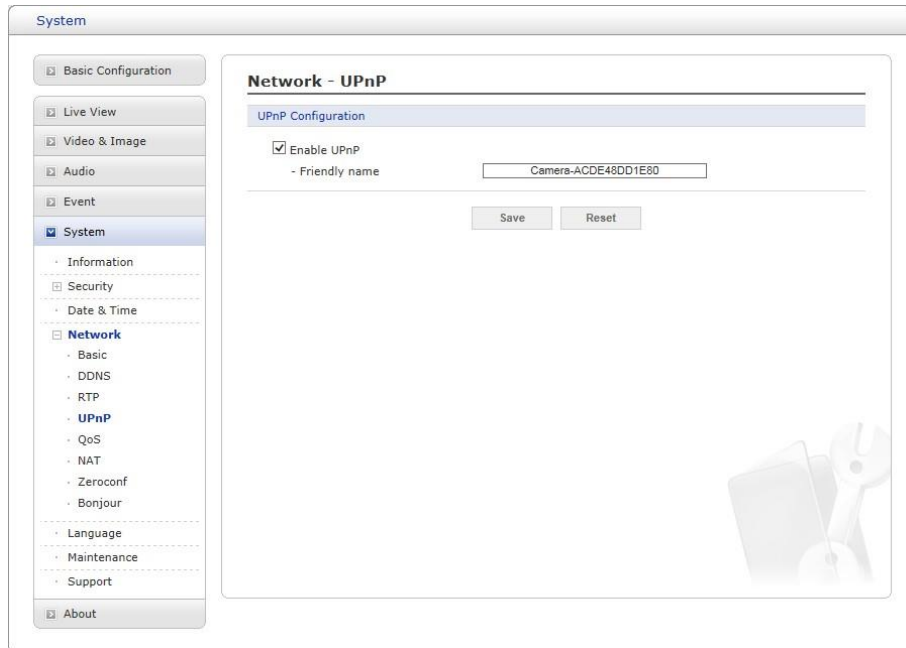 System
Basic Configuration
Live View
Video & Image
Audio
Event
System
Information
Security
Date & Time
Network
Basic
DDNS
RTP
UPnP
QoS
NAT
Zeroconf
Bonjour
Language
Maintenance
Support
About
Network - UPnP
UPnP Configuration
Enable UPnP
- Friendly name Camera-ACDE48DD1E80
Save Reset